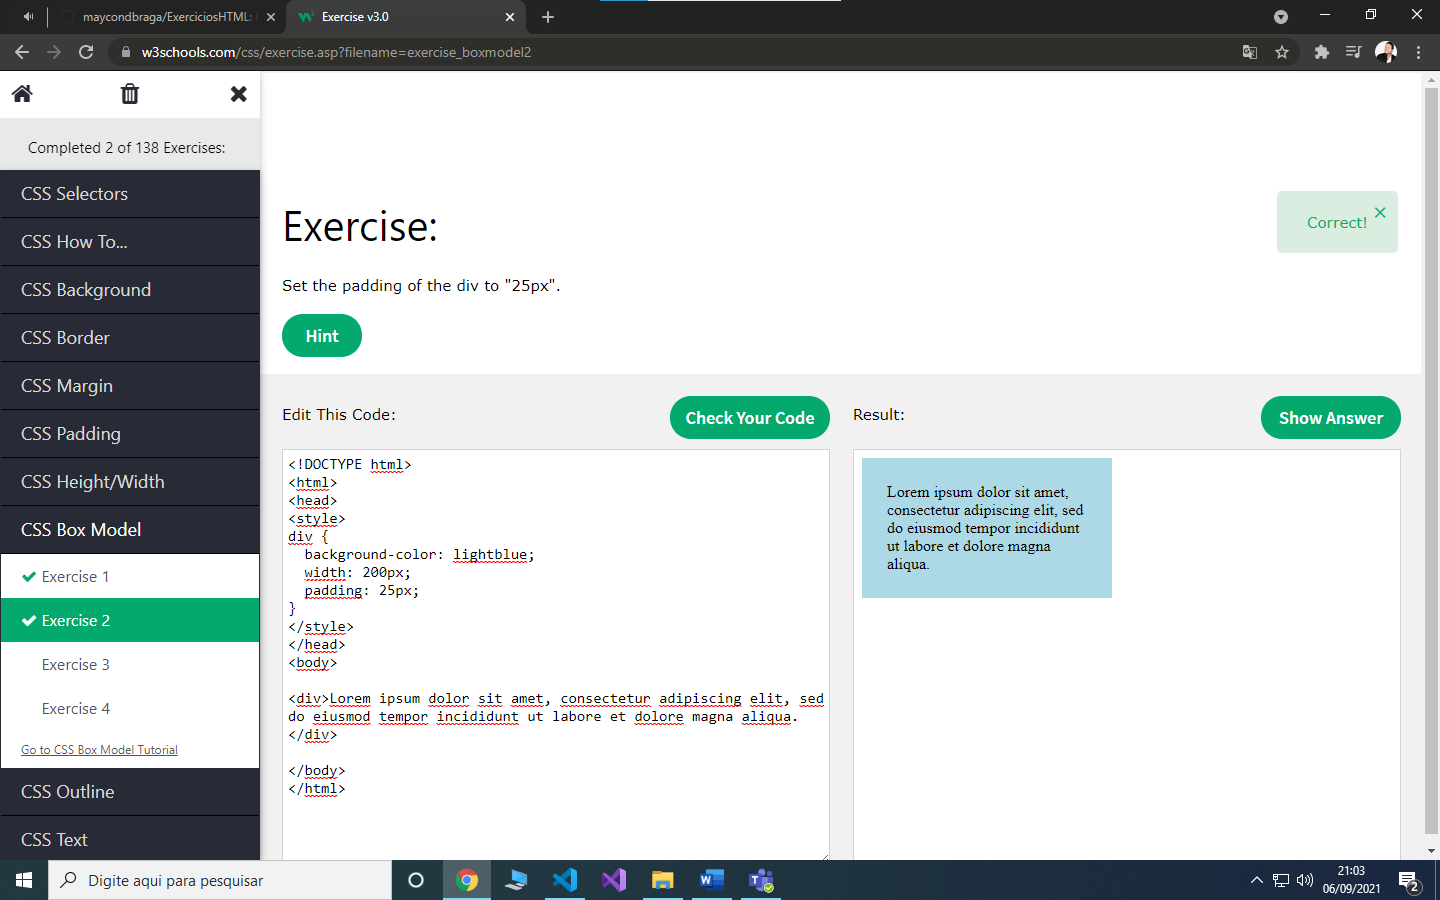 maycondbraga/ExerciciosHTML:
Exercise v3.0
w3schools.com/css/exercise.asp?filename=exercise_boxmodel2
Completed 2 of 138 Exercises:
CSS Selectors
CSS How To...
CSS Background
CSS Border
CSS Margin
CSS Padding
CSS Height/Width
CSS Box Model
Exercise 1
Exercise 2
Exercise 3
Exercise 4
Go to CSS Box Model Tutorial
CSS Outline
CSS Text
Exercise:
Correct!
Set the padding of the div to "25px".
Hint
Edit This Code:
Check Your Code
<!DOCTYPE html>
<html>
<head>
<style>
div {
  background-color: lightblue;
  width: 200px;
  padding: 25px;
}
</style>
</head>
<body>
<div>Lorem ipsum dolor sit amet, consectetur adipiscing elit, sed
do eiusmod tempor incididunt ut labore et dolore magna aliqua.
</div>
</body>
</html>
Result:
Show Answer
Lorem ipsum dolor sit amet,
consectetur adipiscing elit, sed
do eiusmod tempor incididunt
ut labore et dolore magna
aliqua.
Digite aqui para pesquisar
21:03
06/09/2021
2